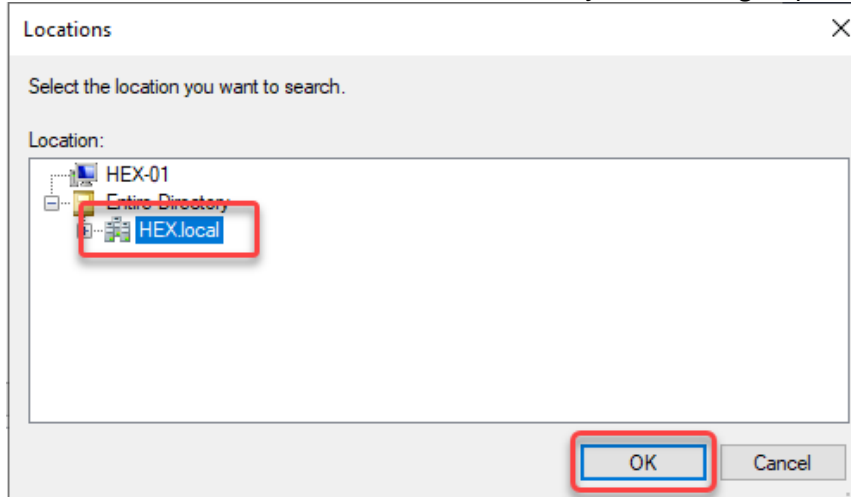 Locations
Select the location you want to search.
Location:
HEX-01
Entire Directory
HEX.local
OK
Cancel